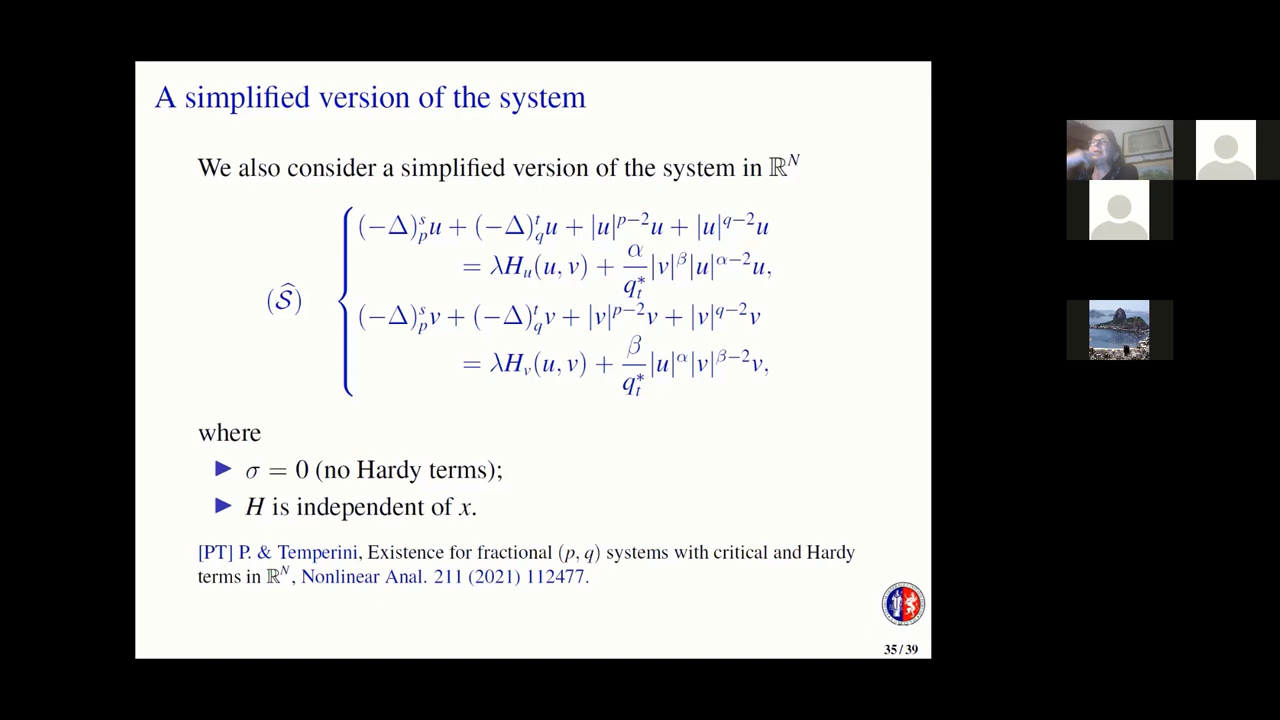 A simplified version of the system
We also consider a simplified version of the system in ℝ^N
(−Δ)^s_p u + (−Δ)^t_q u + |u|^{p−2}u + |u|^{q−2}u
= λH_u(u, v) + α/q^*_t |v|^β|u|^{α−2}u,
(Ŝ)
(−Δ)^s_p v + (−Δ)^t_q v + |v|^{p−2}v + |v|^{q−2}v
= λH_v(u, v) + β/q^*_t |u|^α|v|^{β−2}v,
where
▶ σ = 0 (no Hardy terms);
▶ H is independent of x.
[PT] P. & Temperini, Existence for fractional (p, q) systems with critical and Hardy
terms in ℝ^N, Nonlinear Anal. 211 (2021) 112477.
35/39